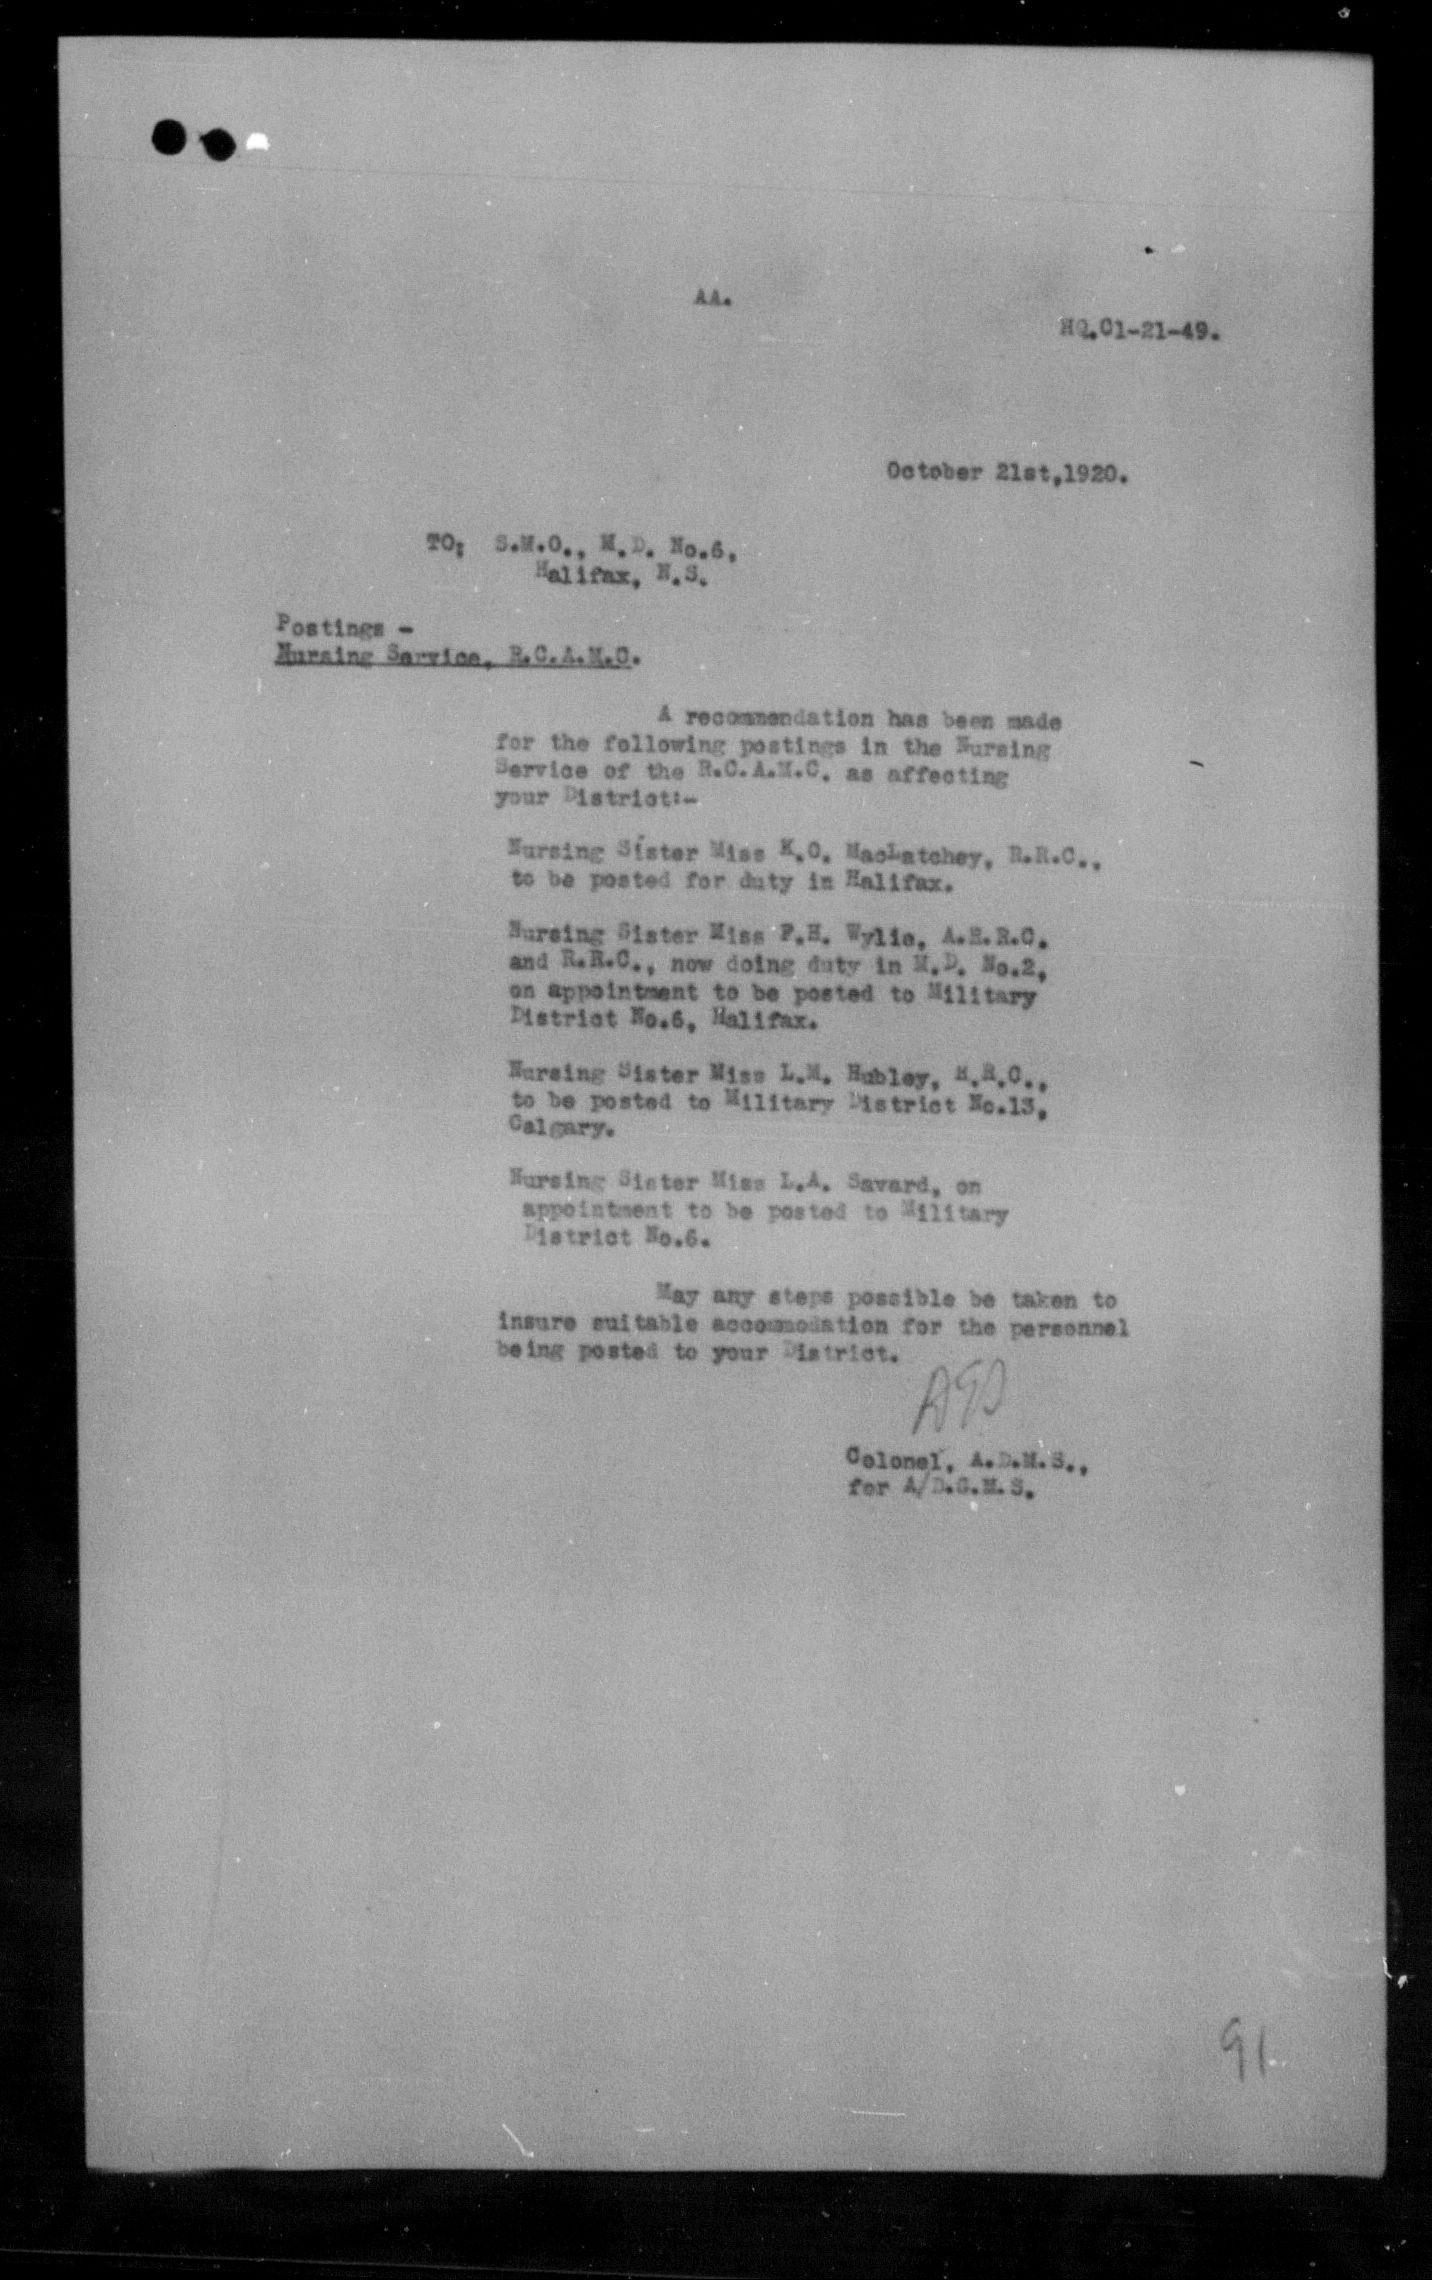 AA.
HQ.C1-21-49.
October 21st,1920.
TO: S.M.O., M.D. No.6,
Halifax, N.S.
Postings -
Nursing Service, R.C.A.M.C.
A recommendation has been made
for the following postings in the Nursing
Service of the R.C.A.M.C. as affecting
your District:-
Nursing Sister Miss K.O. MacLatchey, R.R.C.,
to be posted for duty in Halifax.
Nursing Sister Miss F.H. Wylie, A.R.R.C.
and R.R.C., now doing duty in M.D. No.2,
on appointment to be posted to Military
District No.6, Halifax.
Nursing Sister Miss L.M. Hubley, R.R.C.,
to be posted to Military District No.13,
Calgary.
Nursing Sister Miss L.A. Savard, on
appointment to be posted to Military
District No.6.
May any steps possible be taken to
insure suitable accommodation for the personnel
being posted to your District.
Colonel, A.D.M.S.,
for A/D.G.M.S.
91